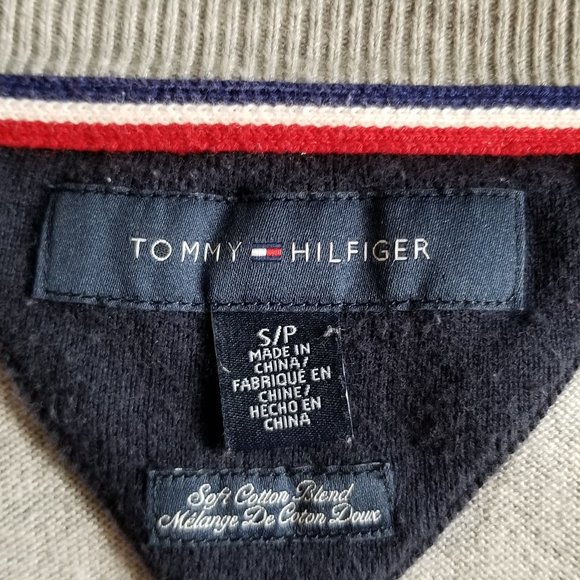 TOMMY HILFIGER
S/P
MADE IN
CHINA/
FABRIQUÉ EN
CHINE/
HECHO EN
CHINA
Soft Cotton Blend
Mélange De Coton Doux